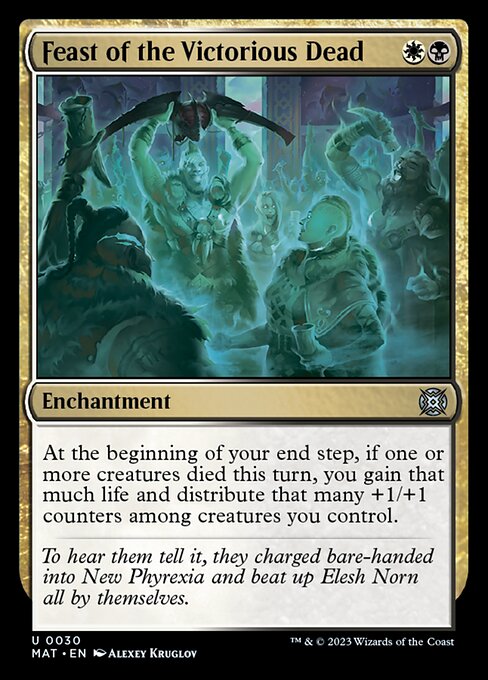 Feast of the Victorious Dead
Enchantment
At the beginning of your end step, if one or
more creatures died this turn, you gain that
much life and distribute that many +1/+1
counters among creatures you control.
To hear them tell it, they charged bare-handed
into New Phyrexia and beat up Elesh Norn
all by themselves.
U 0030
MAT • EN Alexey Kruglov
™ & © 2023 Wizards of the Coast